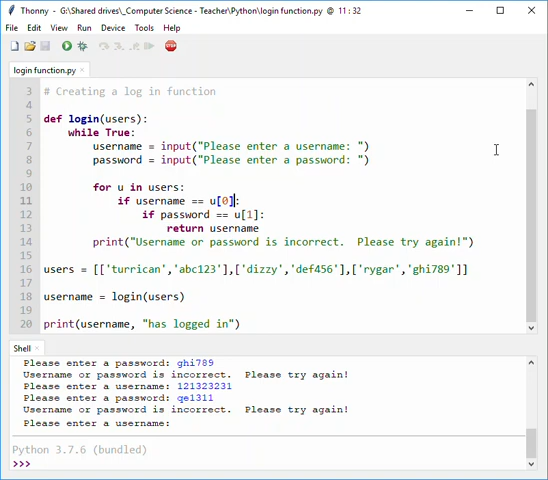 Thonny - G:\Shared drives\_Computer Science - Teacher\Python\login function.py @ 11 : 32
File Edit View Run Device Tools Help
STOP
login function.py ×
3 # Creating a log in function
4
5 def login(users):
6 while True:
7 username = input("Please enter a username: ")
8 password = input("Please enter a password: ")
9
10 for u in users:
11 if username == u[0]:
12 if password == u[1]:
13 return username
14 print("Username or password is incorrect.  Please try again!")
15
16 users = [['turrican','abc123'],['dizzy','def456'],['rygar','ghi789']]
17
18 username = login(users)
19
20 print(username, "has logged in")
Shell ×
Please enter a password: ghi789
Username or password is incorrect.  Please try again!
Please enter a username: 121323231
Please enter a password: qe1311
Username or password is incorrect.  Please try again!
Please enter a username:
Python 3.7.6 (bundled)
>>>